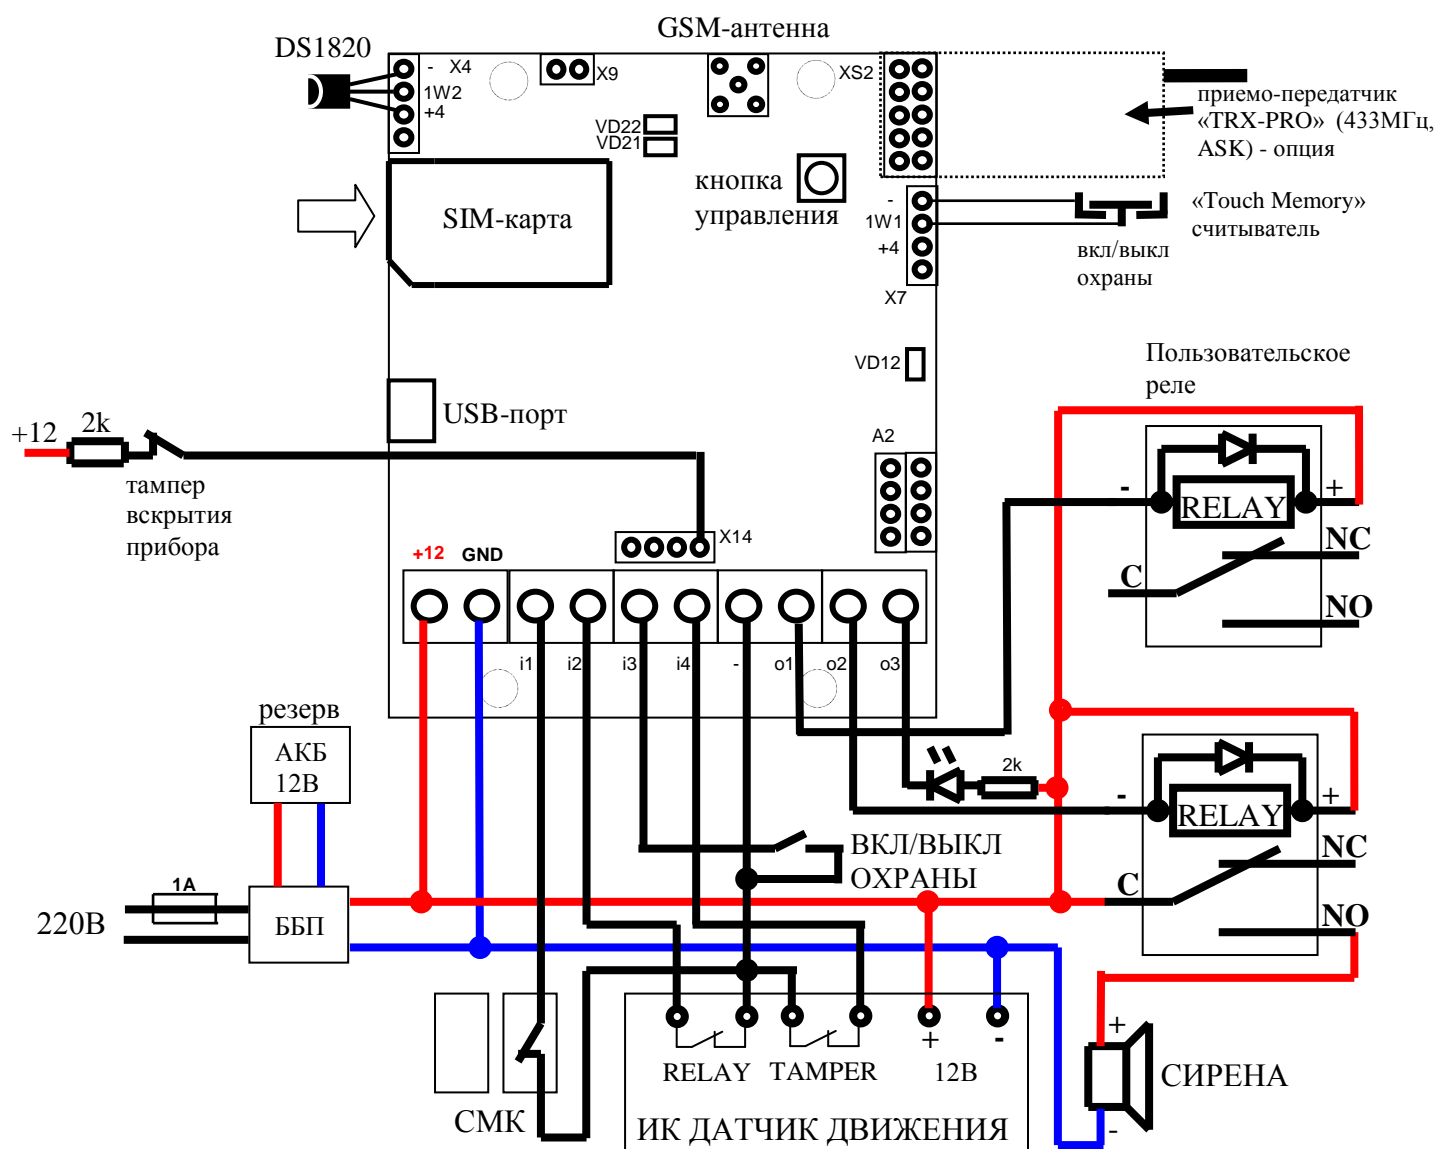 GSM-антенна
DS1820
- X4
1W2
+4
X9
XS2
VD22
VD21
приемо-передатчик
«TRX-PRO» (433МГц,
ASK) - опция
кнопка
управления
SIM-карта
-
1W1
+4
X7
«Touch Memory»
считыватель
вкл/выкл
охраны
VD12
Пользовательское
реле
USB-порт
+12
2k
тампер
вскрытия
прибора
A2
X14
+12
GND
i1
i2
i3
i4
-
o1
o2
o3
-
+
RELAY
NC
C
NO
резерв
АКБ
12В
2k
-
+
RELAY
NC
C
NO
ВКЛ/ВЫКЛ
ОХРАНЫ
1A
220В
ББП
RELAY
TAMPER
+
-
12В
СМК
ИК ДАТЧИК ДВИЖЕНИЯ
+
СИРЕНА
-